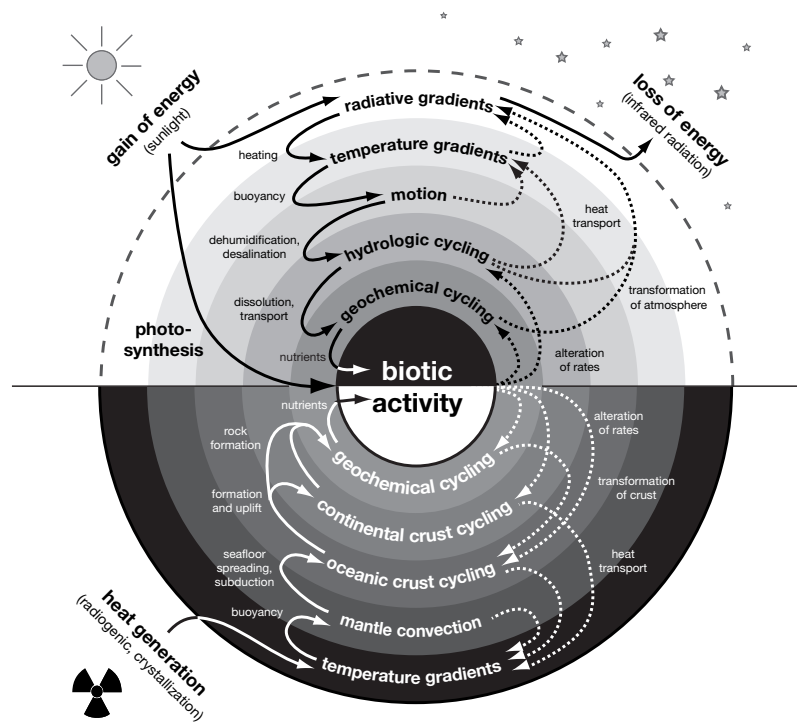 gain of energy
(sunlight)
loss of energy
(infrared radiation)
radiative gradients
heating
temperature gradients
buoyancy
motion
heat
transport
dehumidification,
desalination
hydrologic cycling
dissolution,
transport
geochemical cycling
transformation
of atmosphere
photo-
synthesis
nutrients
alteration
of rates
biotic
activity
nutrients
alteration
of rates
rock
formation
geochemical cycling
formation
and uplift
continental crust cycling
transformation
of crust
seafloor
spreading,
subduction
oceanic crust cycling
heat
transport
buoyancy
mantle convection
heat generation
(radiogenic, crystallization)
temperature gradients